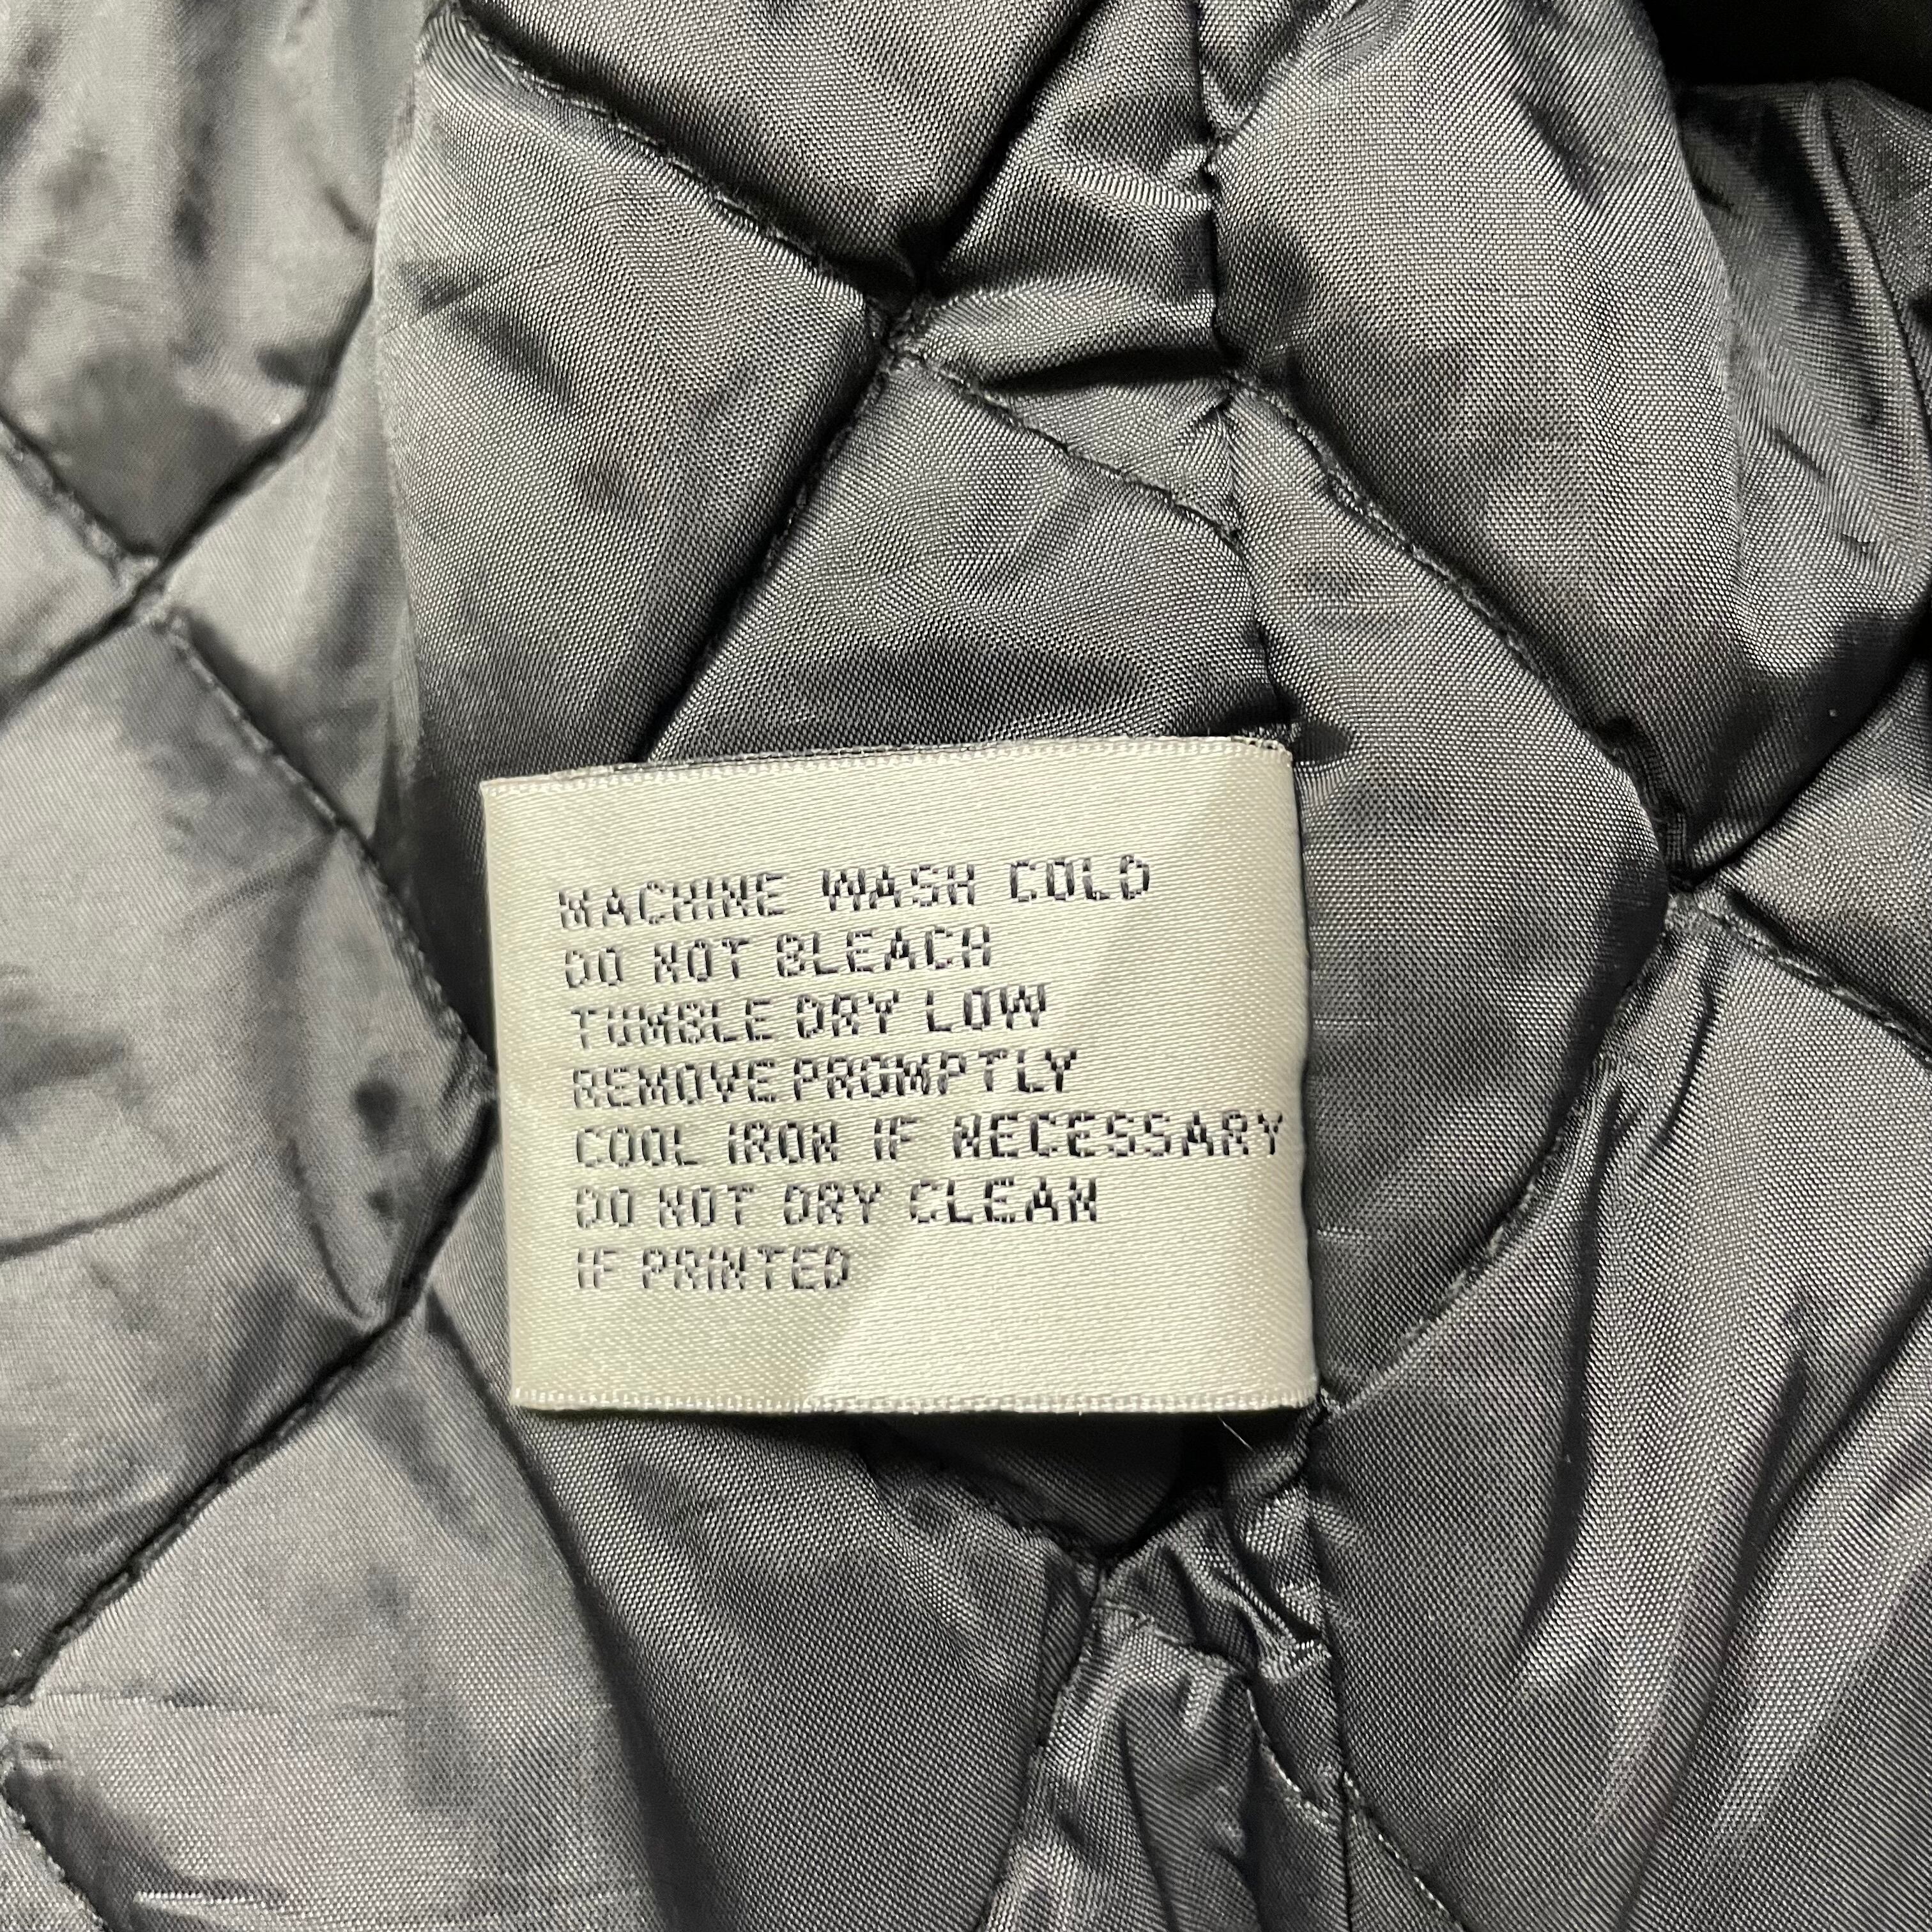 MACHINE WASH COLD
DO NOT BLEACH
TUMBLE DRY LOW
REMOVE PROMPTLY
COOL IRON IF NECESSARY
DO NOT DRY CLEAN
IF PRINTED